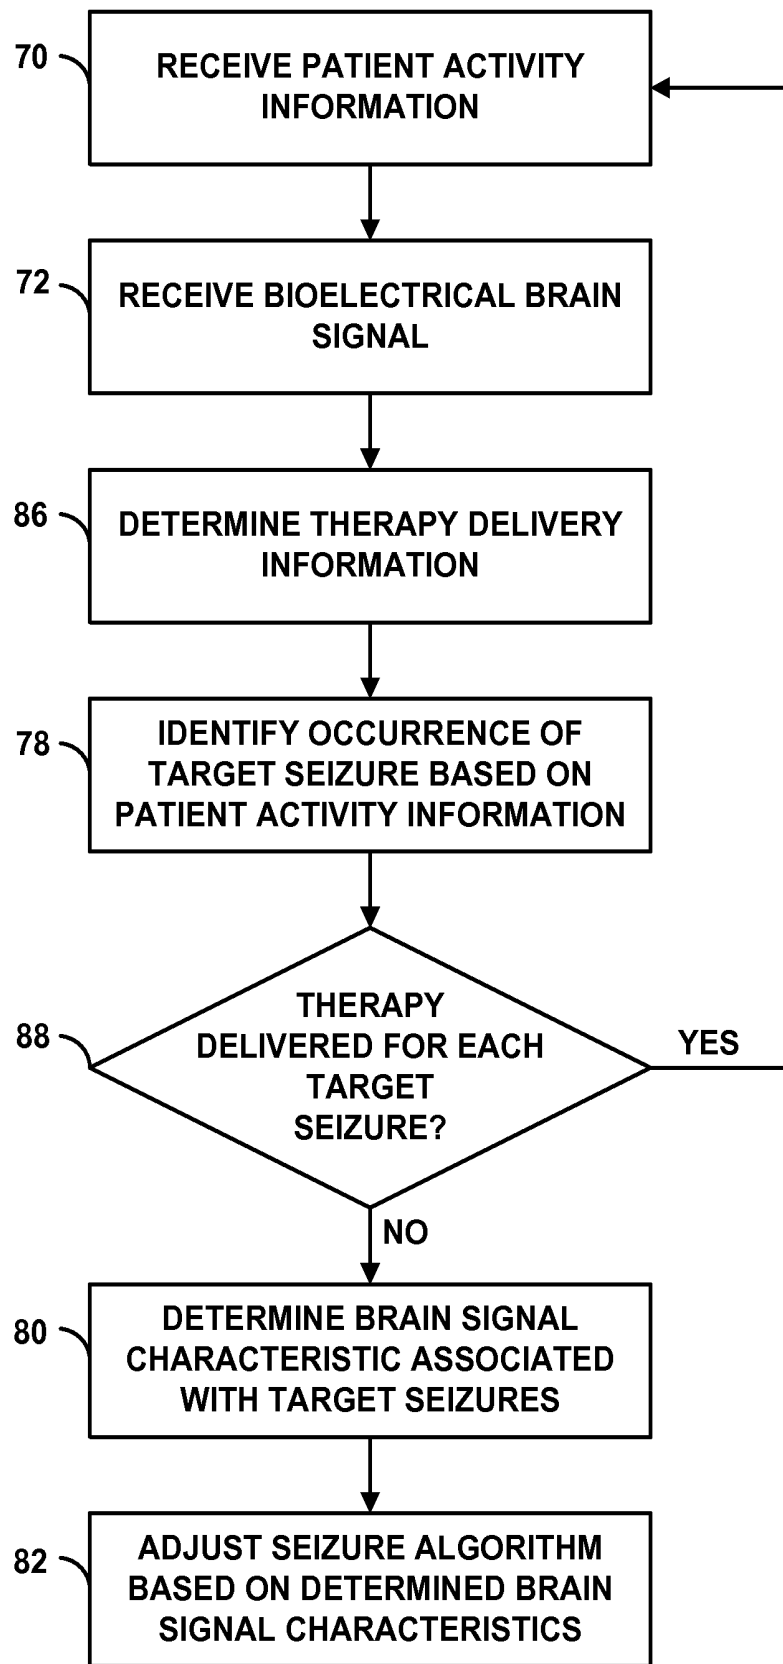 70
RECEIVE PATIENT ACTIVITY
INFORMATION
72
RECEIVE BIOELECTRICAL BRAIN
SIGNAL
86
DETERMINE THERAPY DELIVERY
INFORMATION
78
IDENTIFY OCCURRENCE OF
TARGET SEIZURE BASED ON
PATIENT ACTIVITY INFORMATION
88
THERAPY
DELIVERED FOR EACH
TARGET
SEIZURE?
YES
NO
80
DETERMINE BRAIN SIGNAL
CHARACTERISTIC ASSOCIATED
WITH TARGET SEIZURES
82
ADJUST SEIZURE ALGORITHM
BASED ON DETERMINED BRAIN
SIGNAL CHARACTERISTICS